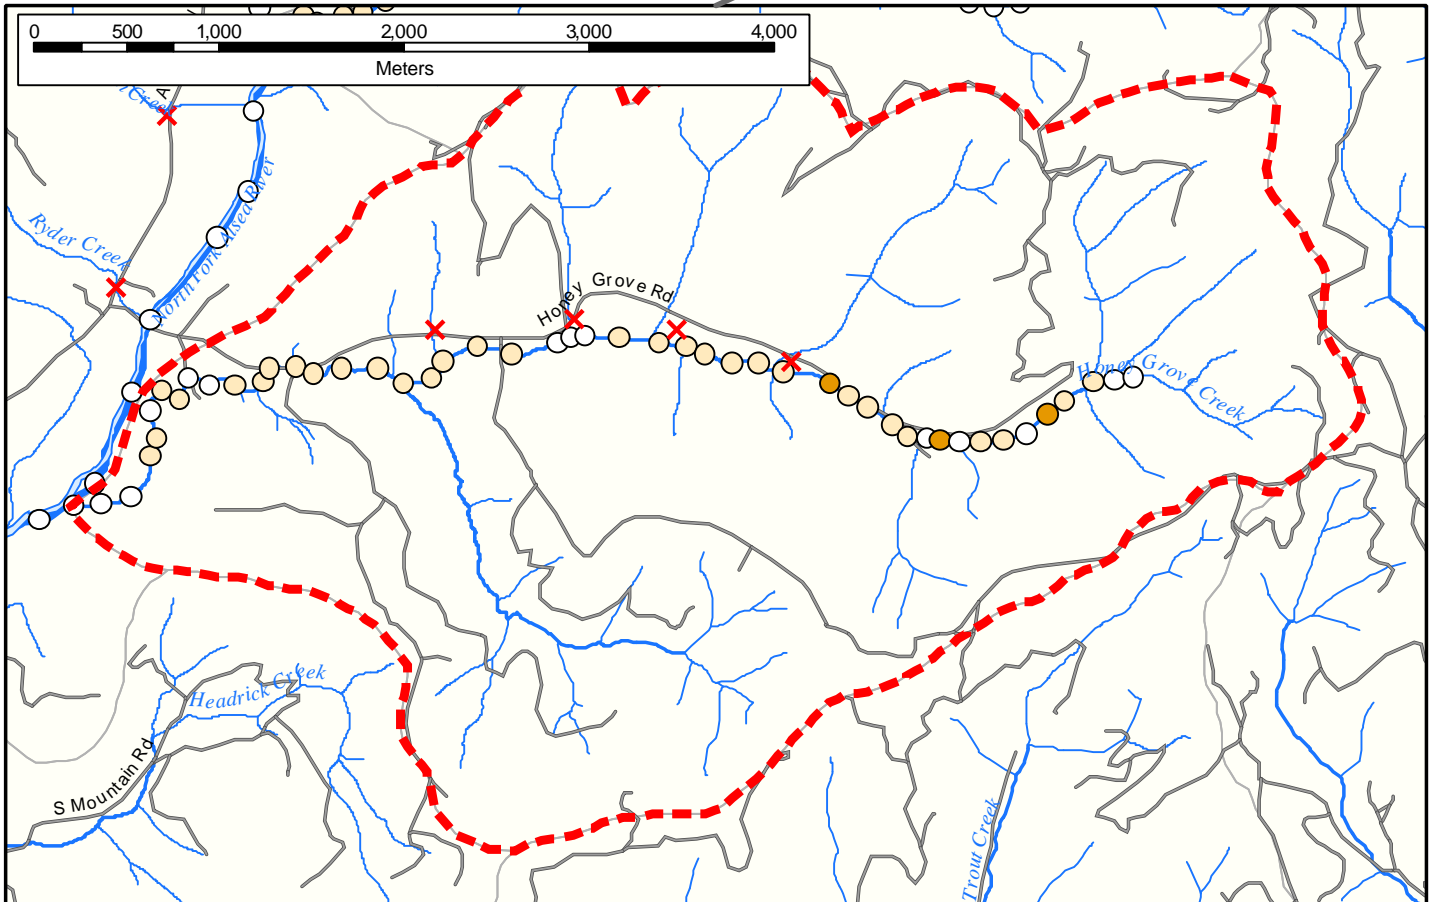 0 500 1,000 2,000 3,000 4,000
Meters
Creek
A
North Fork Alsea River
Ryder Creek
Honey Grove Rd
Honey Grove Creek
Headrick Creek
S Mountain Rd
Trout Creek